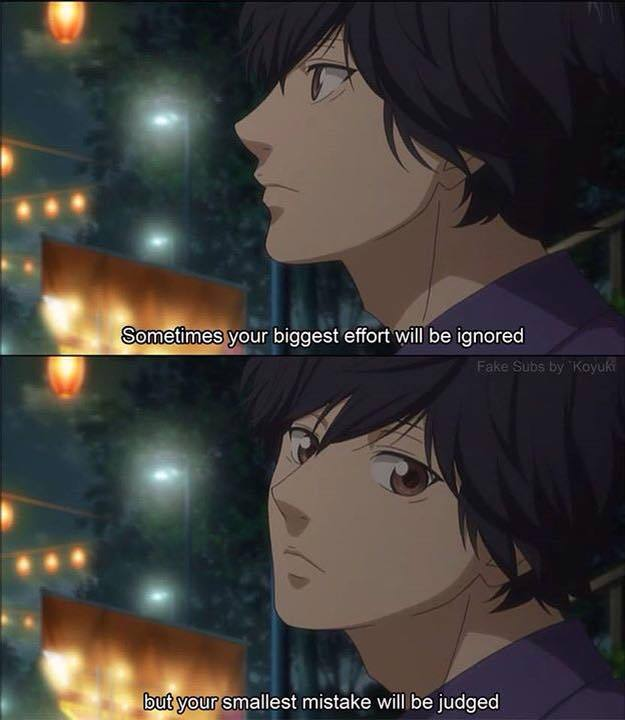 Sometimes your biggest effort will be ignored
Fake Subs by `Koyuki
but your smallest mistake will be judged